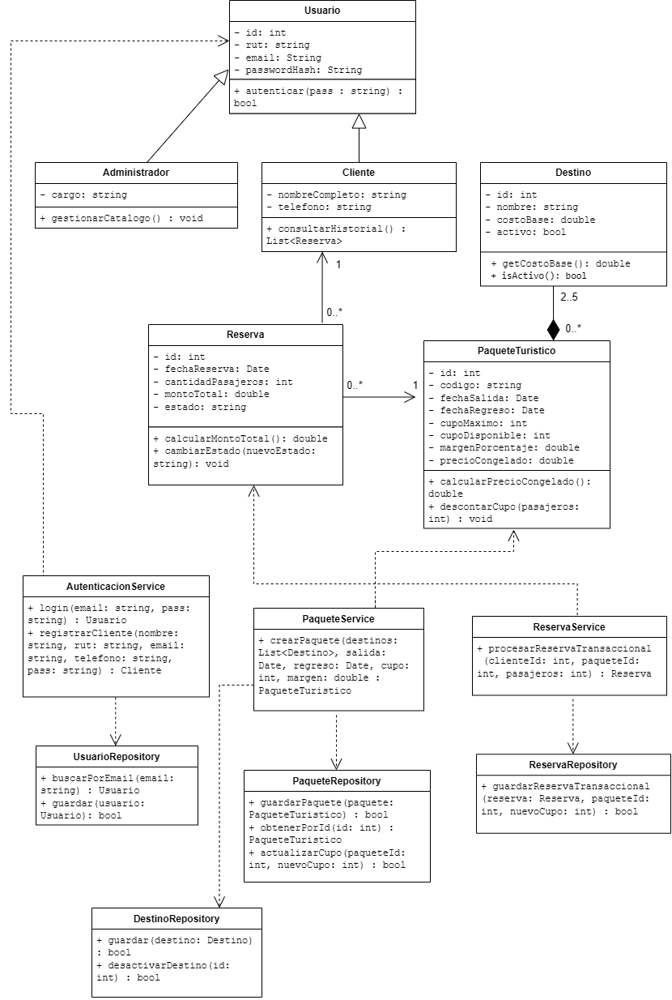 Usuario
- id: int
- rut: string
- email: String
- passwordHash: String
+ autenticar(pass : string) :
bool
Administrador
- cargo: string
+ gestionarCatalogo() : void
Cliente
- nombreCompleto: string
- telefono: string
+ consultarHistorial() :
List<Reserva>
Destino
- id: int
- nombre: string
- costoBase: double
- activo: bool
+ getCostoBase(): double
+ isActivo(): bool
1
0..*
2..5
0..*
Reserva
- id: int
- fechaReserva: Date
- cantidadPasajeros: int
- montoTotal: double
- estado: string
+ calcularMontoTotal(): double
+ cambiarEstado(nuevoEstado:
string): void
0..*
1
PaqueteTuristico
- id: int
- codigo: string
- fechaSalida: Date
- fechaRegreso: Date
- cupoMaximo: int
- cupoDisponible: int
- margenPorcentaje: double
- precioCongelado: double
+ calcularPrecioCongelado():
double
+ descontarCupo(pasajeros:
int) : void
AutenticacionService
+ login(email: string, pass:
string) : Usuario
+ registrarCliente(nombre:
string, rut: string, email:
string, telefono: string,
pass: string) : Cliente
PaqueteService
+ crearPaquete(destinos:
List<Destino>, salida:
Date, regreso: Date, cupo:
int, margen: double :
PaqueteTuristico
ReservaService
+ procesarReservaTransaccional
(clienteId: int, paqueteId:
int, pasajeros: int) : Reserva
UsuarioRepository
+ buscarPorEmail(email:
string) : Usuario
+ guardar(usuario:
Usuario): bool
PaqueteRepository
+ guardarPaquete(paquete:
PaqueteTuristico) : bool
+ obtenerPorId(id: int) :
PaqueteTuristico
+ actualizarCupo(paqueteId:
int, nuevoCupo: int) : bool
ReservaRepository
+ guardarReservaTransaccional
(reserva: Reserva, paqueteId:
int, nuevoCupo: int) : bool
DestinoRepository
+ guardar(destino: Destino)
: bool
+ desactivarDestino(id:
int) : bool